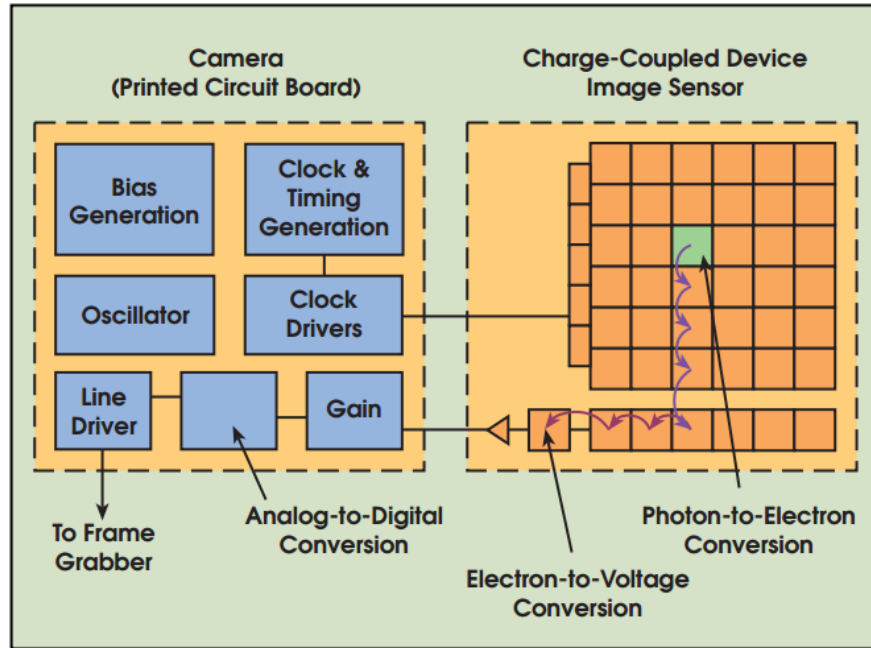 Camera
(Printed Circuit Board)
Charge-Coupled Device
Image Sensor
Bias
Generation
Clock &
Timing
Generation
Oscillator
Clock
Drivers
Line
Driver
Gain
To Frame
Grabber
Analog-to-Digital
Conversion
Electron-to-Voltage
Conversion
Photon-to-Electron
Conversion